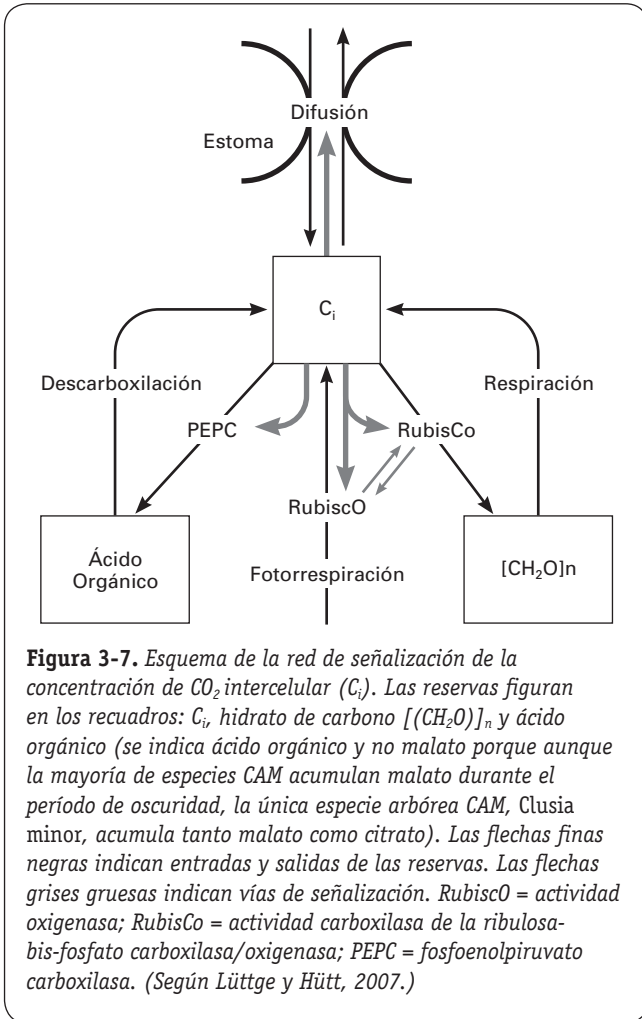 Difusión
Estoma
Cᵢ
Descarboxilación
Respiración
PEPC
RubisCo
RubiscO
Ácido
Orgánico
Fotorrespiración
[CH₂O]n
Figura 3-7. Esquema de la red de señalización de la
concentración de CO₂ intercelular (Cᵢ). Las reservas figuran
en los recuadros: Cᵢ, hidrato de carbono [(CH₂O)]ₙ y ácido
orgánico (se indica ácido orgánico y no malato porque aunque
la mayoría de especies CAM acumulan malato durante el
período de oscuridad, la única especie arbórea CAM, Clusia
minor, acumula tanto malato como citrato). Las flechas finas
negras indican entradas y salidas de las reservas. Las flechas
grises gruesas indican vías de señalización. RubiscO = actividad
oxigenasa; RubisCo = actividad carboxilasa de la ribulosa-
bis-fosfato carboxilasa/oxigenasa; PEPC = fosfoenolpiruvato
carboxilasa. (Según Lüttge y Hütt, 2007.)